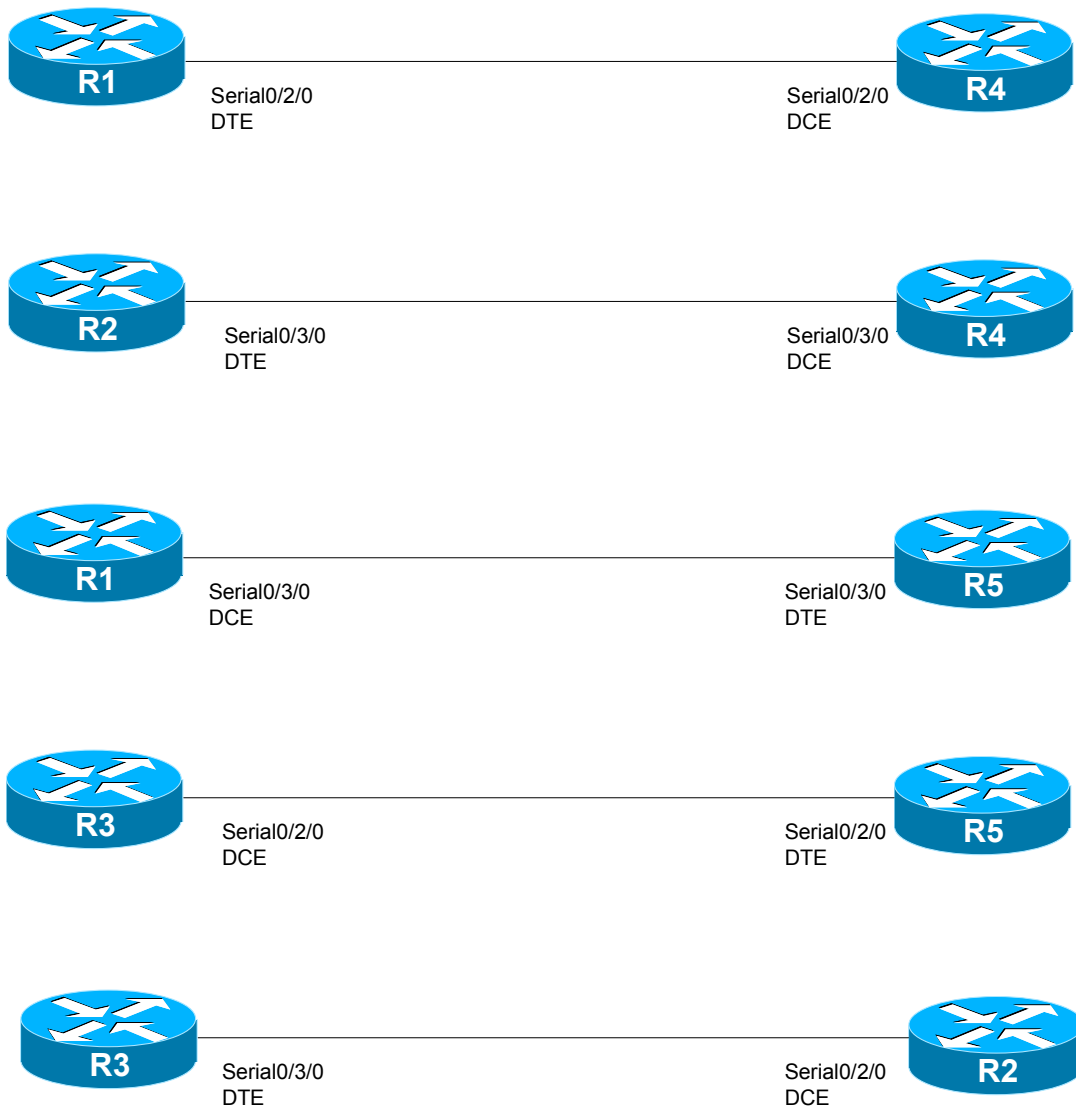 R1
R4
Serial0/2/0
DTE
Serial0/2/0
DCE
R2
R4
Serial0/3/0
DTE
Serial0/3/0
DCE
R1
R5
Serial0/3/0
DCE
Serial0/3/0
DTE
R3
R5
Serial0/2/0
DCE
Serial0/2/0
DTE
R3
R2
Serial0/3/0
DTE
Serial0/2/0
DCE